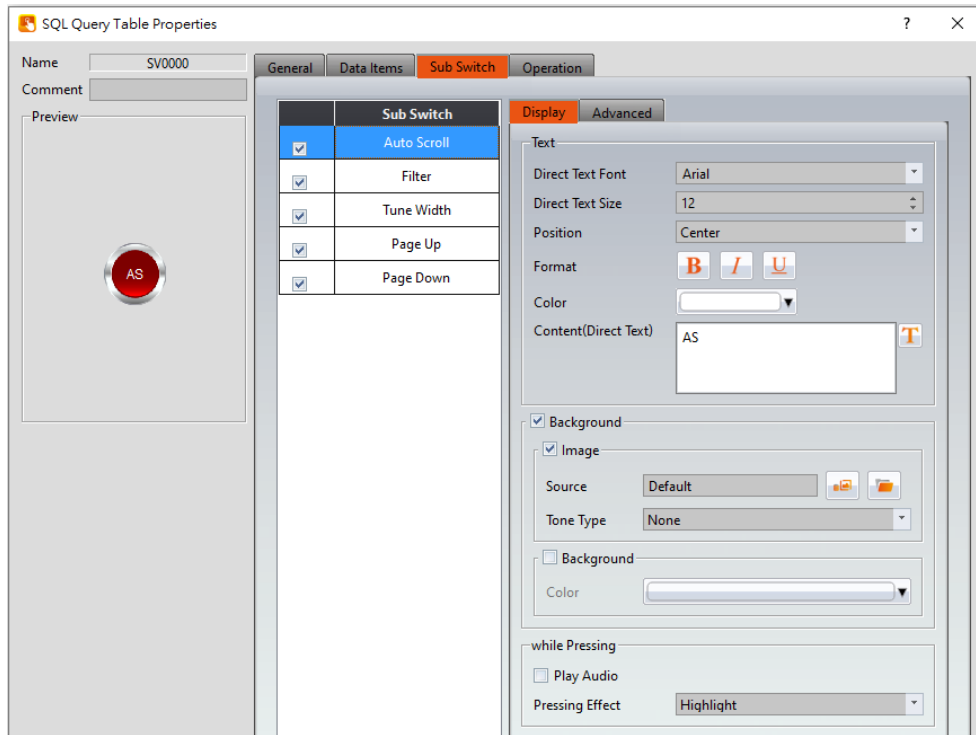 SQL Query Table Properties ? ×
Name SV0000
Comment
Preview
AS
General Data Items Sub Switch Operation
Sub Switch
Auto Scroll
Filter
Tune Width
Page Up
Page Down
Display Advanced
Text
Direct Text Font Arial
Direct Text Size 12
Position Center
Format B I U
Color
Content(Direct Text) AS T
Background
Image
Source Default
Tone Type None
Background
Color
while Pressing
Play Audio
Pressing Effect Highlight